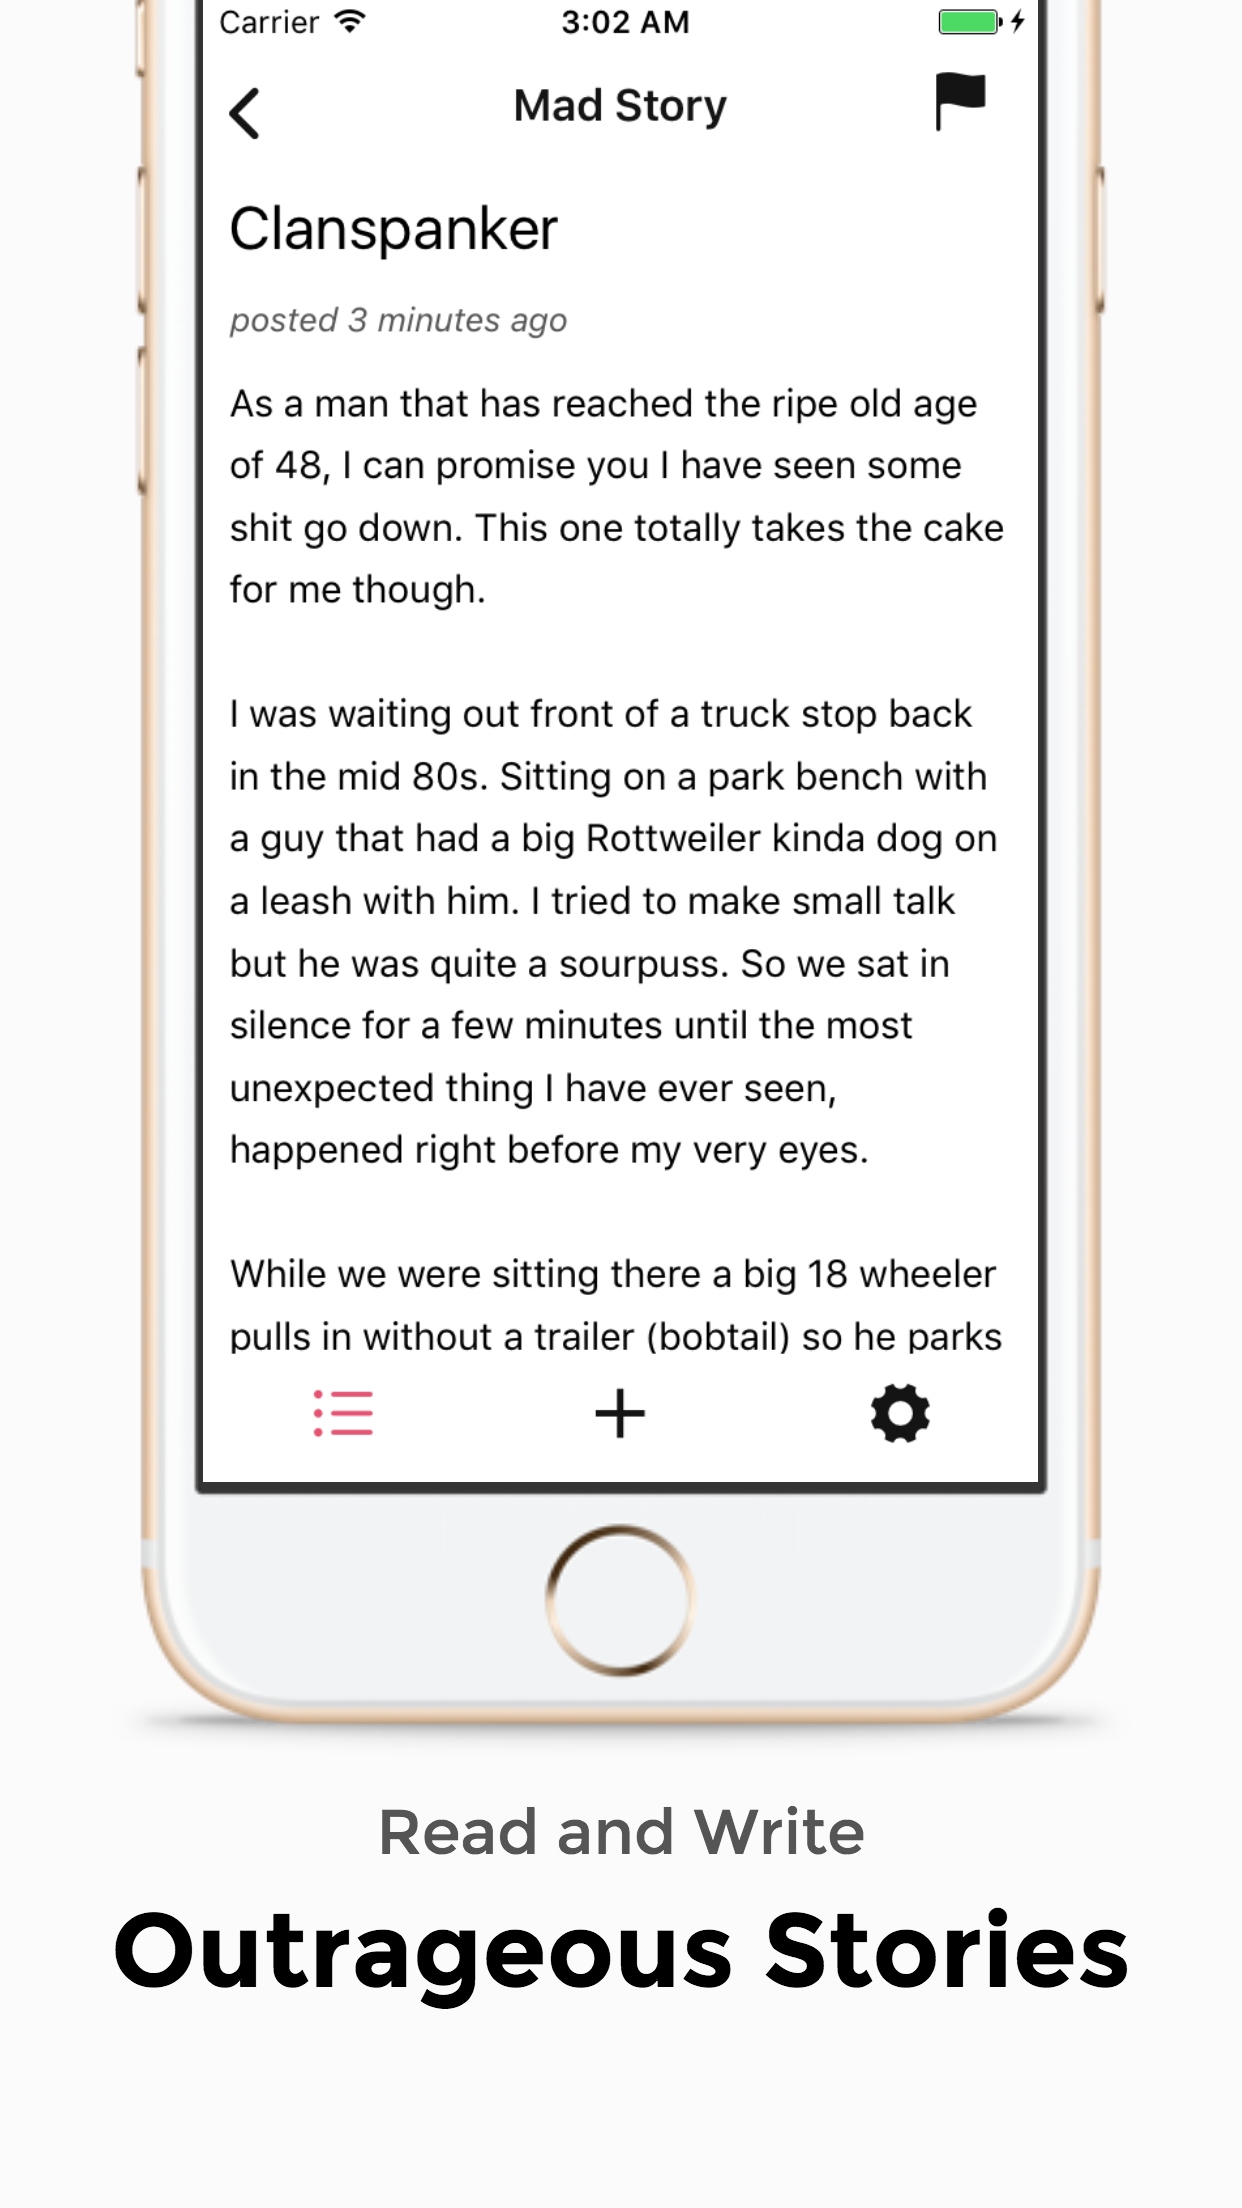 Carrier
3:02 AM
Mad Story
Clanspanker
posted 3 minutes ago
As a man that has reached the ripe old age
of 48, I can promise you I have seen some
shit go down. This one totally takes the cake
for me though.
I was waiting out front of a truck stop back
in the mid 80s. Sitting on a park bench with
a guy that had a big Rottweiler kinda dog on
a leash with him. I tried to make small talk
but he was quite a sourpuss. So we sat in
silence for a few minutes until the most
unexpected thing I have ever seen,
happened right before my very eyes.
While we were sitting there a big 18 wheeler
pulls in without a trailer (bobtail) so he parks
Read and Write
Outrageous Stories